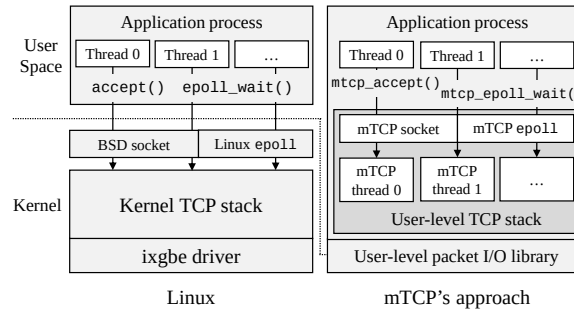 User
Space
Kernel
Application process
Thread 0
Thread 1
...
accept()
epoll_wait()
BSD socket
Linux epoll
Kernel TCP stack
ixgbe driver
Linux
Application process
Thread 0
Thread 1
...
mtcp_accept()
mtcp_epoll_wait()
mTCP socket
mTCP epoll
mTCP
thread 0
mTCP
thread 1
...
User-level TCP stack
User-level packet I/O library
mTCP's approach